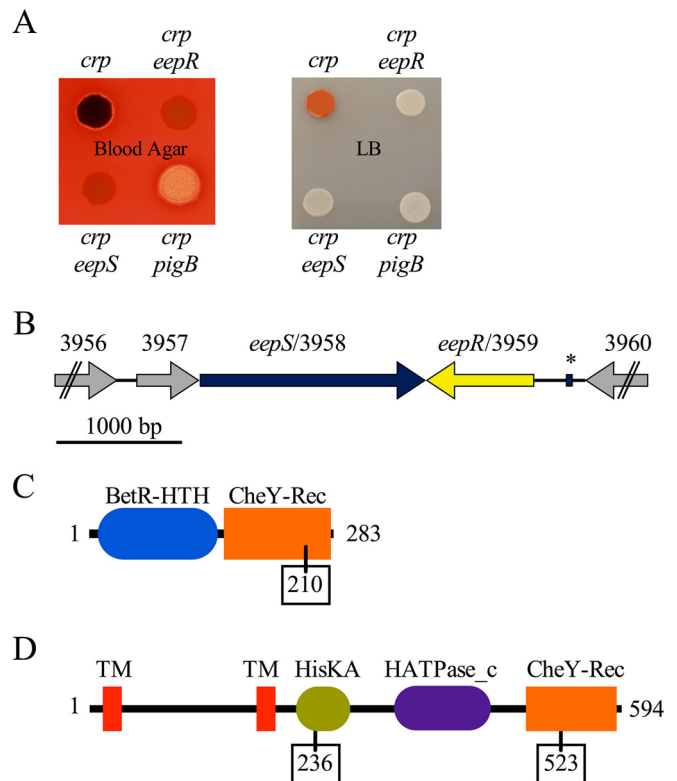 A
crp
crp
eepR
crp
crp
eepR
Blood Agar
LB
crp
eepS
crp
pigB
crp
eepS
crp
pigB
B
3956 3957 eepS/3958 eepR/3959 3960
*
1000 bp
C
BetR-HTH CheY-Rec
1 283
210
D
TM TM HisKA HATPase_c CheY-Rec
1 594
236 523